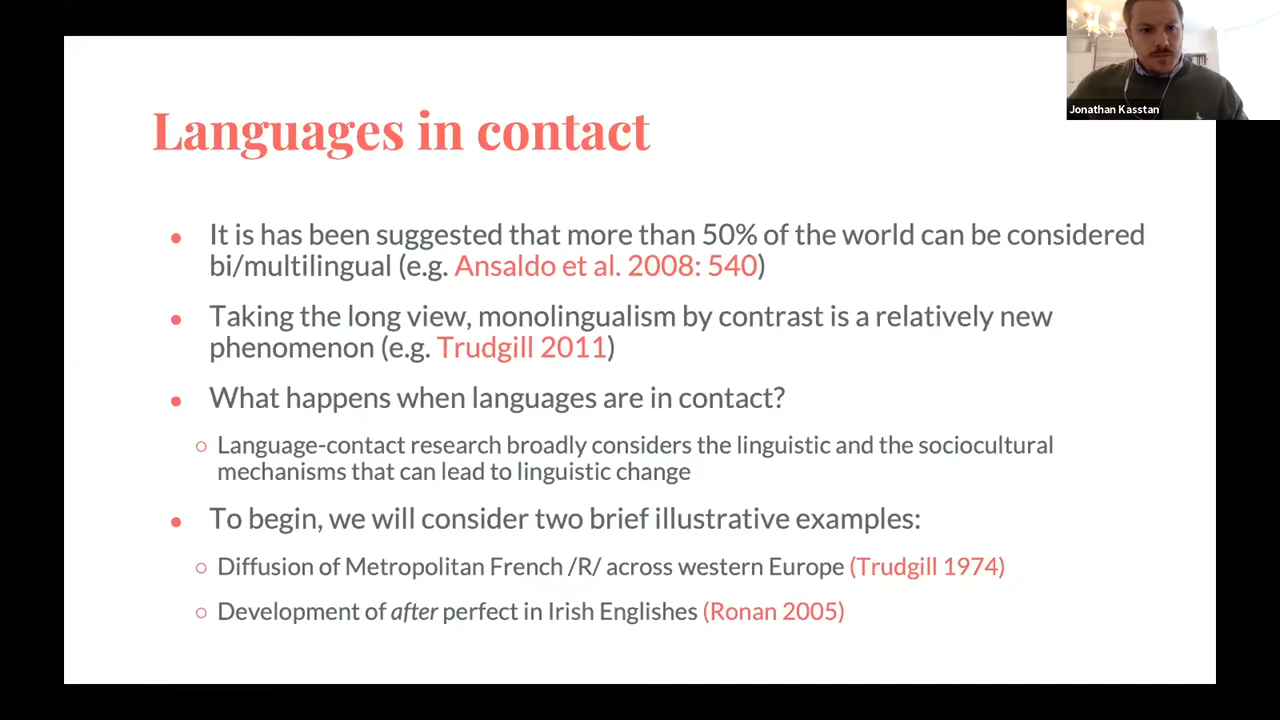 Jonathan Kasstan
Languages in contact
● It is has been suggested that more than 50% of the world can be considered
bi/multilingual (e.g. Ansaldo et al. 2008: 540)
● Taking the long view, monolingualism by contrast is a relatively new
phenomenon (e.g. Trudgill 2011)
● What happens when languages are in contact?
○ Language-contact research broadly considers the linguistic and the sociocultural
mechanisms that can lead to linguistic change
● To begin, we will consider two brief illustrative examples:
○ Diffusion of Metropolitan French /R/ across western Europe (Trudgill 1974)
○ Development of after perfect in Irish Englishes (Ronan 2005)